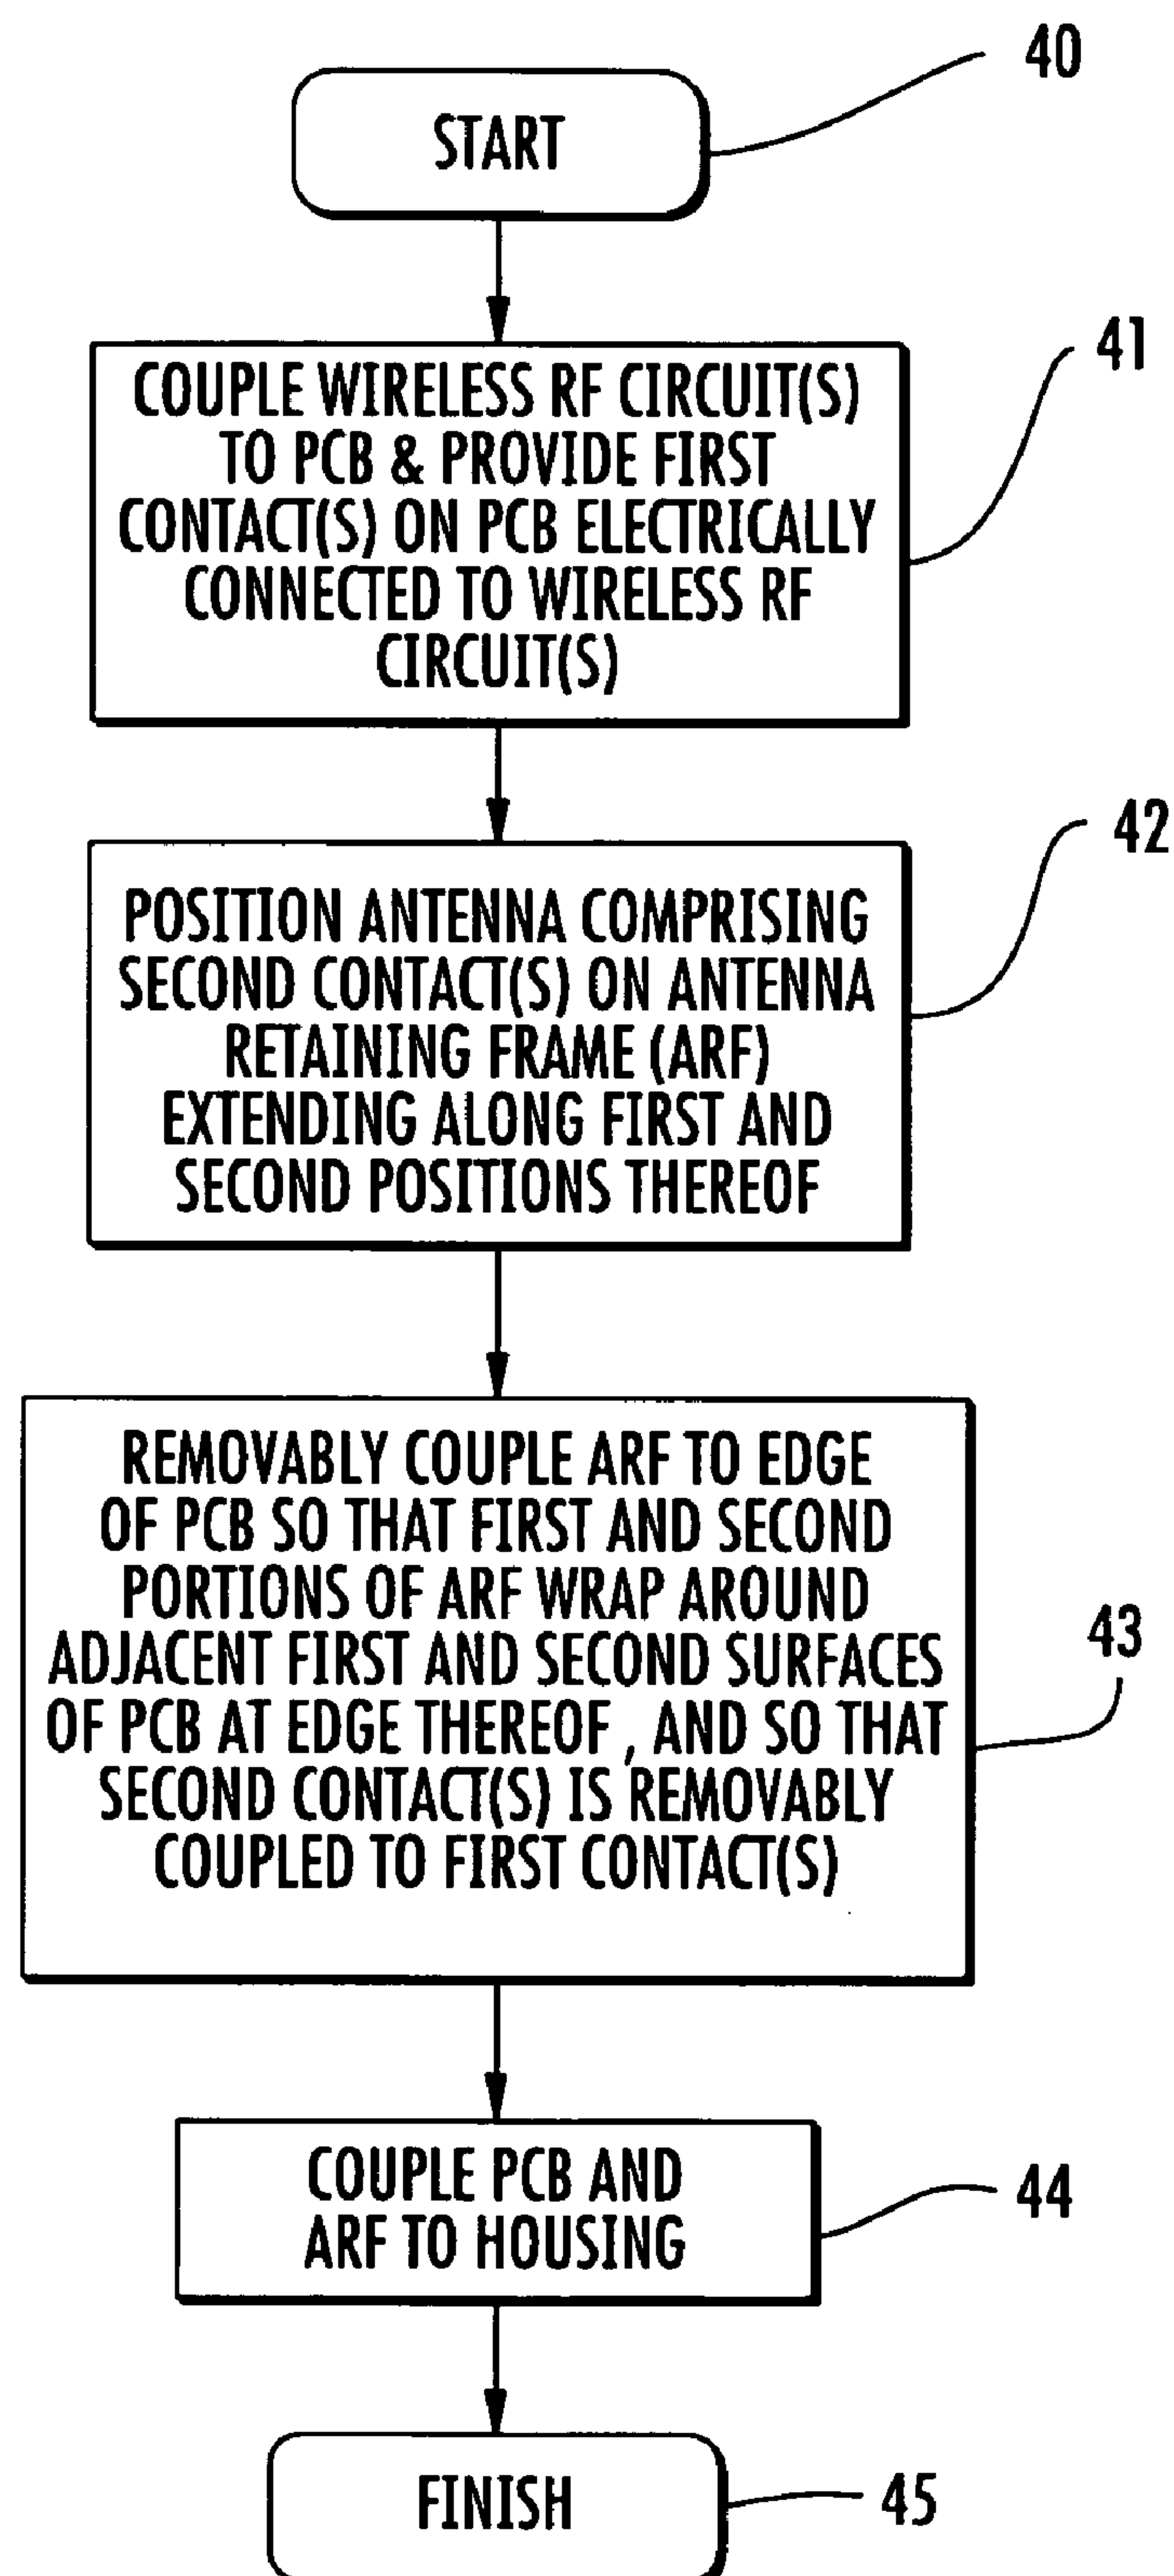 40
START
41
COUPLE WIRELESS RF CIRCUIT(S)
TO PCB & PROVIDE FIRST
CONTACT(S) ON PCB ELECTRICALLY
CONNECTED TO WIRELESS RF
CIRCUIT(S)
42
POSITION ANTENNA COMPRISING
SECOND CONTACT(S) ON ANTENNA
RETAINING FRAME (ARF)
EXTENDING ALONG FIRST AND
SECOND POSITIONS THEREOF
REMOVABLY COUPLE ARF TO EDGE
OF PCB SO THAT FIRST AND SECOND
PORTIONS OF ARF WRAP AROUND
ADJACENT FIRST AND SECOND SURFACES
OF PCB AT EDGE THEREOF, AND SO THAT
SECOND CONTACT(S) IS REMOVABLY
COUPLED TO FIRST CONTACT(S)
43
COUPLE PCB AND
ARF TO HOUSING
44
FINISH
45